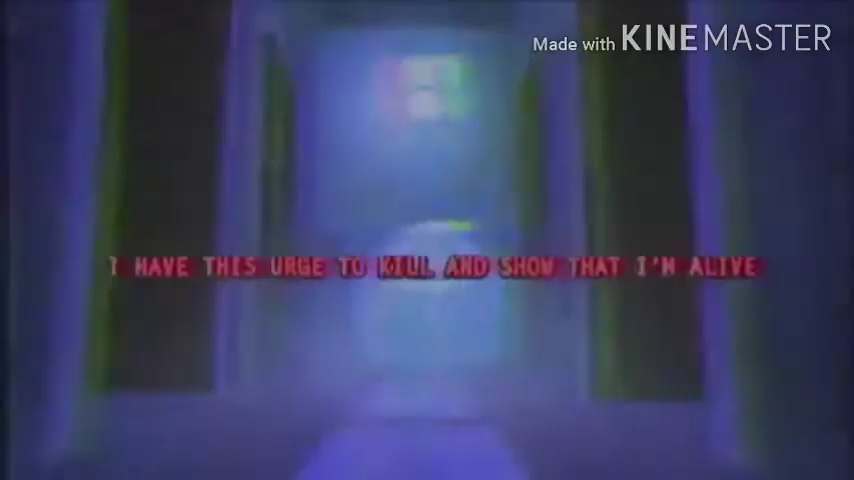 Made with KINEMASTER
I HAVE THIS URGE TO KILL AND SHOW THAT I'M ALIVE